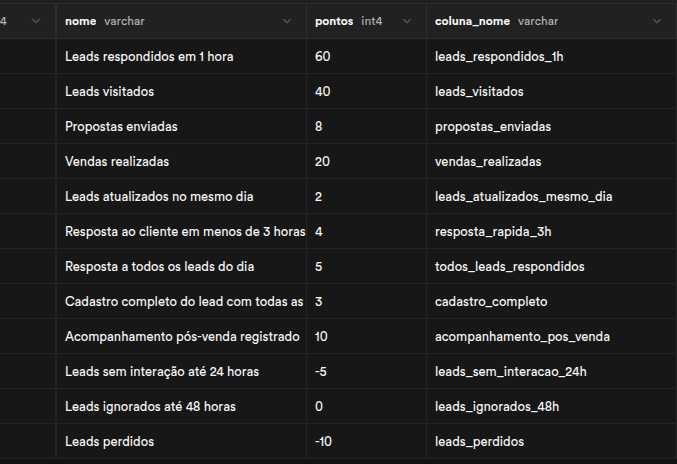 4 nome varchar pontos int4 coluna_nome varchar
Leads respondidos em 1 hora 60 leads_respondidos_1h
Leads visitados 40 leads_visitados
Propostas enviadas 8 propostas_enviadas
Vendas realizadas 20 vendas_realizadas
Leads atualizados no mesmo dia 2 leads_atualizados_mesmo_dia
Resposta ao cliente em menos de 3 horas 4 resposta_rapida_3h
Resposta a todos os leads do dia 5 todos_leads_respondidos
Cadastro completo do lead com todas as 3 cadastro_completo
Acompanhamento pós-venda registrado 10 acompanhamento_pos_venda
Leads sem interação até 24 horas -5 leads_sem_interacao_24h
Leads ignorados até 48 horas 0 leads_ignorados_48h
Leads perdidos -10 leads_perdidos